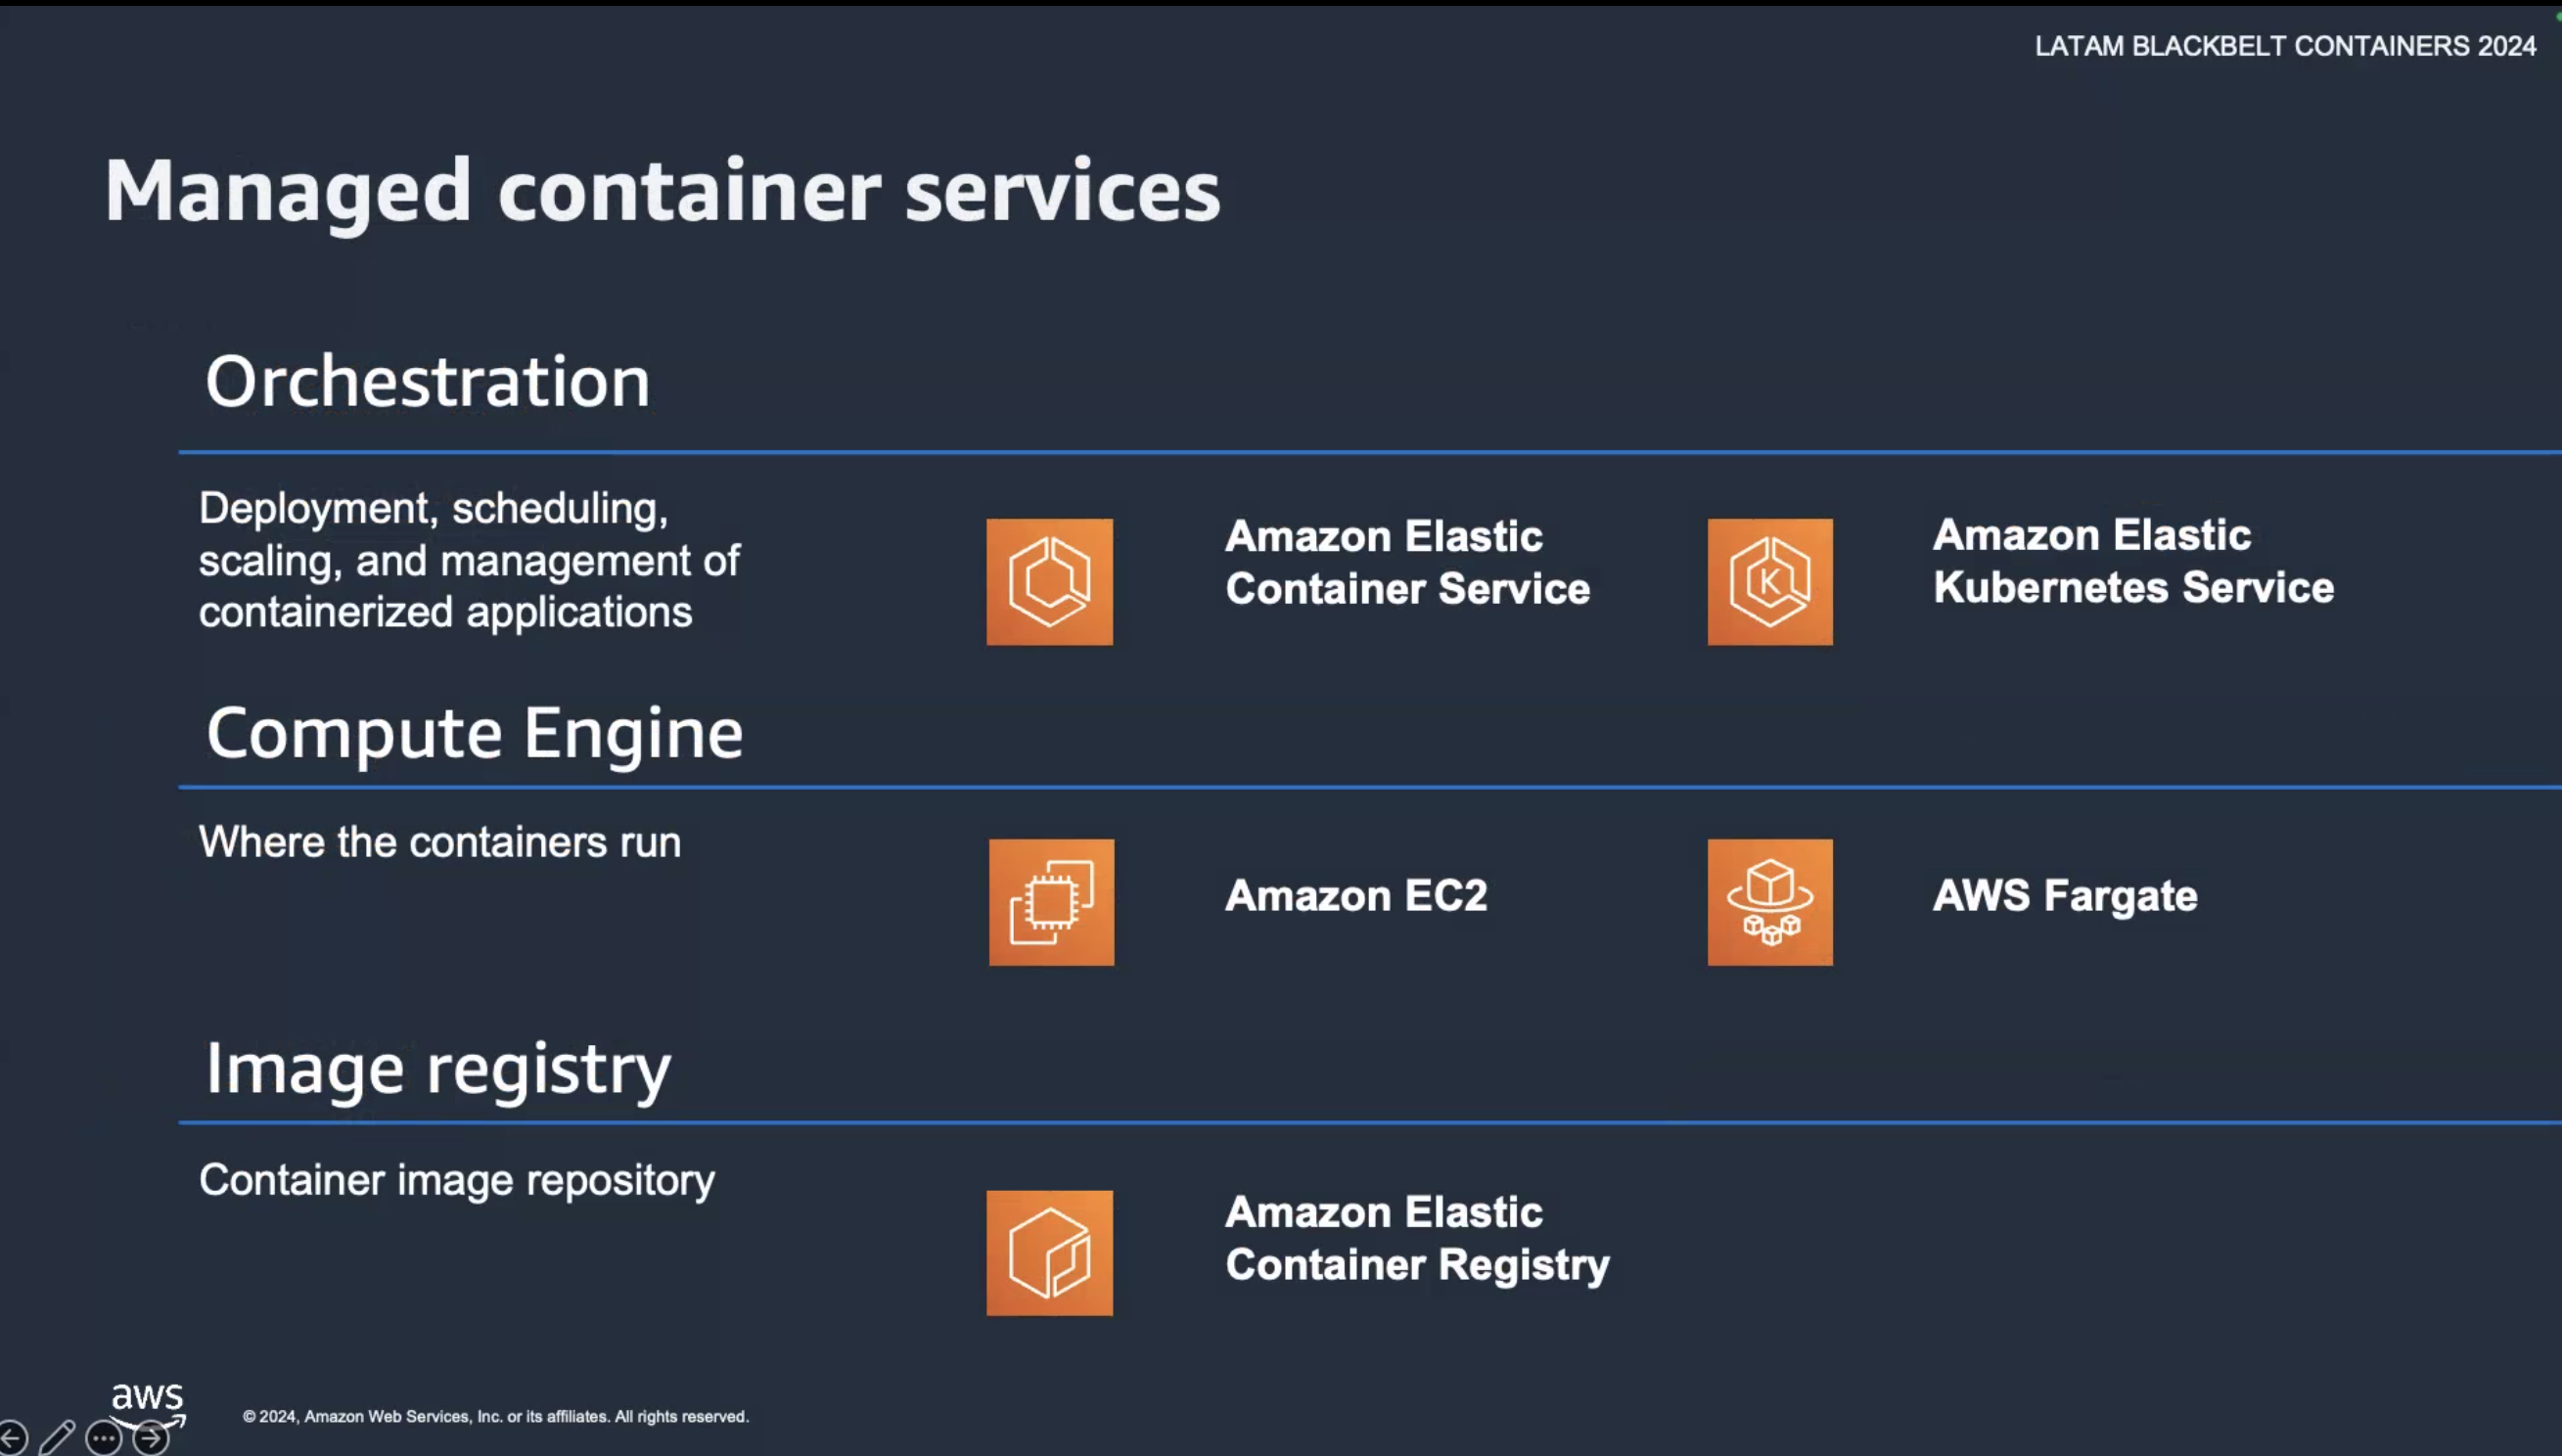 LATAM BLACKBELT CONTAINERS 2024
Managed container services
Orchestration
Deployment, scheduling,
scaling, and management of
containerized applications
Amazon Elastic
Container Service
K
Amazon Elastic
Kubernetes Service
Compute Engine
Where the containers run
Amazon EC2
AWS Fargate
Image registry
Container image repository
Amazon Elastic
Container Registry
aws
© 2024, Amazon Web Services, Inc. or its affiliates. All rights reserved.